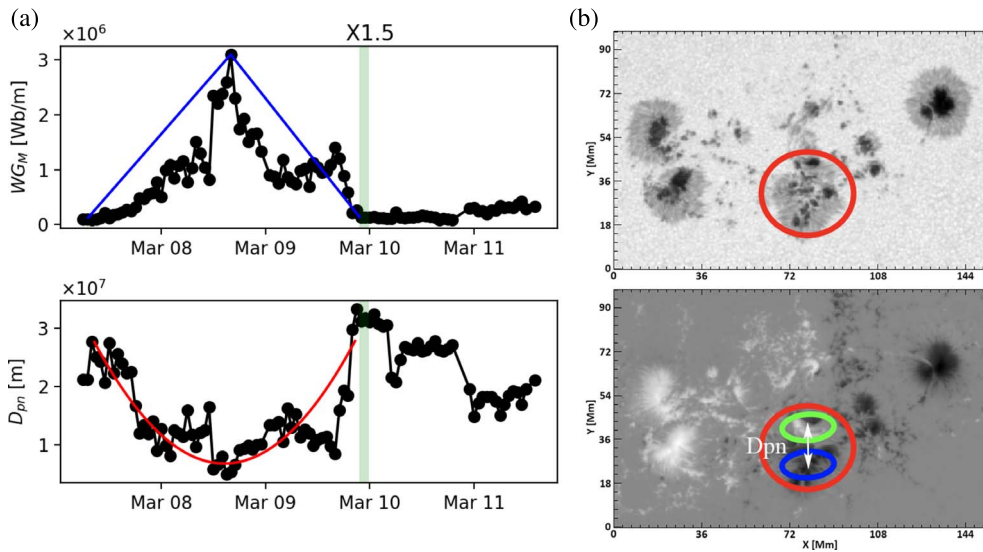 (a)
×10⁶
X1.5
WG_M [Wb/m]
3
2
1
0
Mar 08 Mar 09 Mar 10 Mar 11
×10⁷
D_pn [m]
3
2
1
Mar 08 Mar 09 Mar 10 Mar 11
(b)
Y [Mm]
90
72
54
36
18
0
0 36 72 108 144
Y [Mm]
90
72
54
36
18
0
Dpn
0 36 72 108 144
X [Mm]